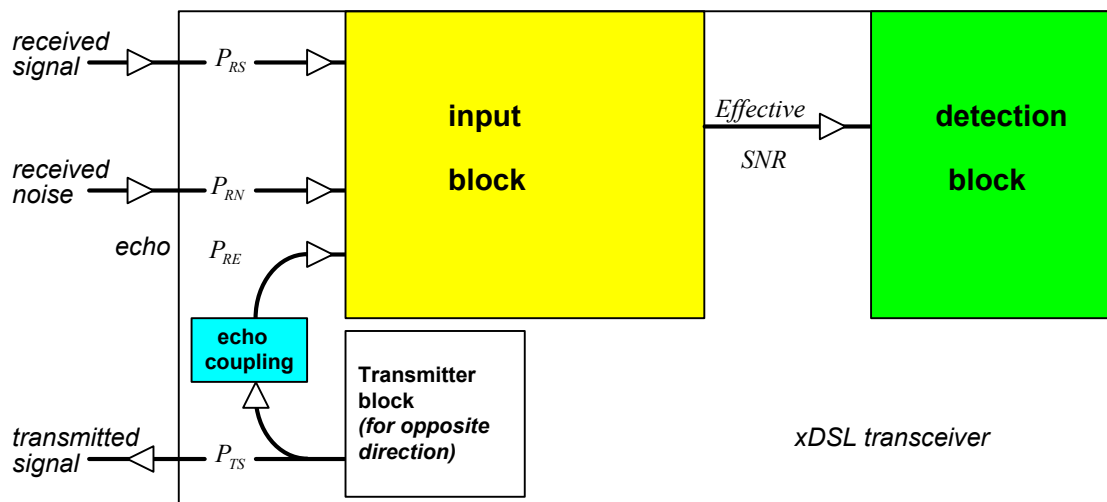 received
signal
P_RS
input
block
Effective
SNR
detection
block
received
noise
P_RN
echo
P_RE
echo
coupling
Transmitter
block
(for opposite
direction)
transmitted
signal
P_TS
xDSL transceiver